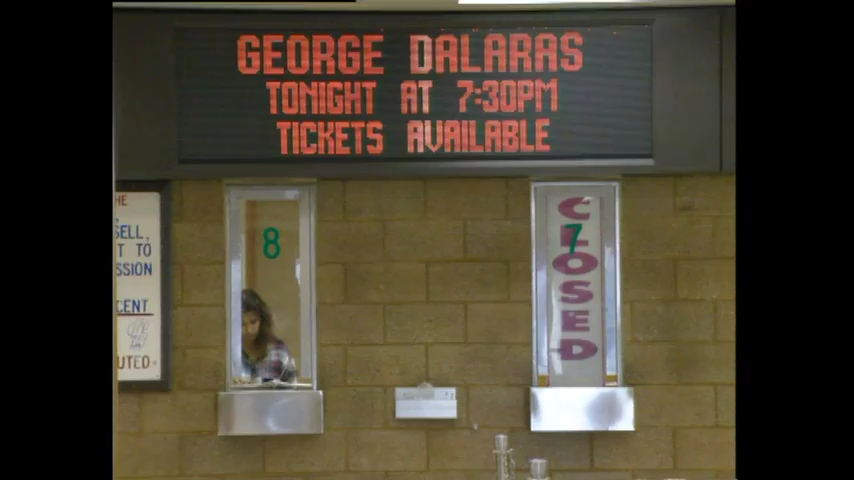 GEORGE DALARAS
TONIGHT AT 7:30PM
TICKETS AVAILABLE
HE
SELL,
T TO
SSION
CENT
UTED
8
7
CLOSED